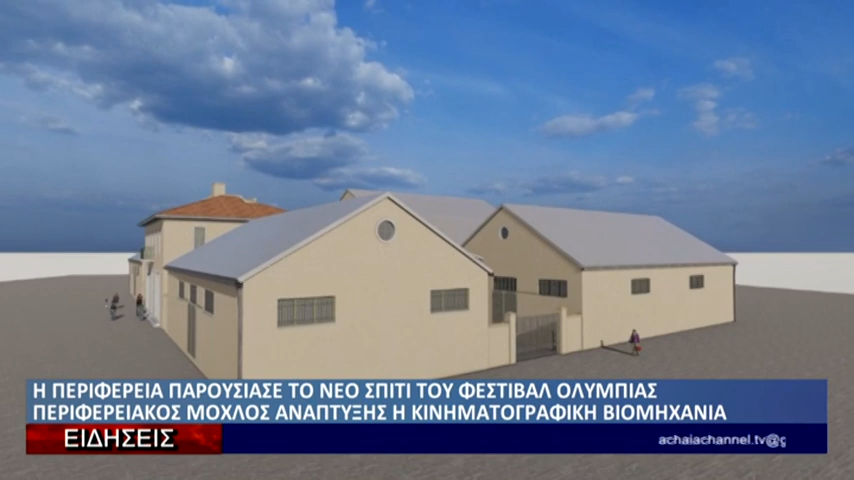 Η ΠΕΡΙΦΕΡΕΙΑ ΠΑΡΟΥΣΙΑΣΕ ΤΟ ΝΕΟ ΣΠΙΤΙ ΤΟΥ ΦΕΣΤΙΒΑΛ ΟΛΥΜΠΙΑΣ
ΠΕΡΙΦΕΡΕΙΑΚΟΣ ΜΟΧΛΟΣ ΑΝΑΠΤΥΞΗΣ Η ΚΙΝΗΜΑΤΟΓΡΑΦΙΚΗ ΒΙΟΜΗΧΑΝΙΑ
ΕΙΔΗΣΕΙΣ achaiachannel.tv@g